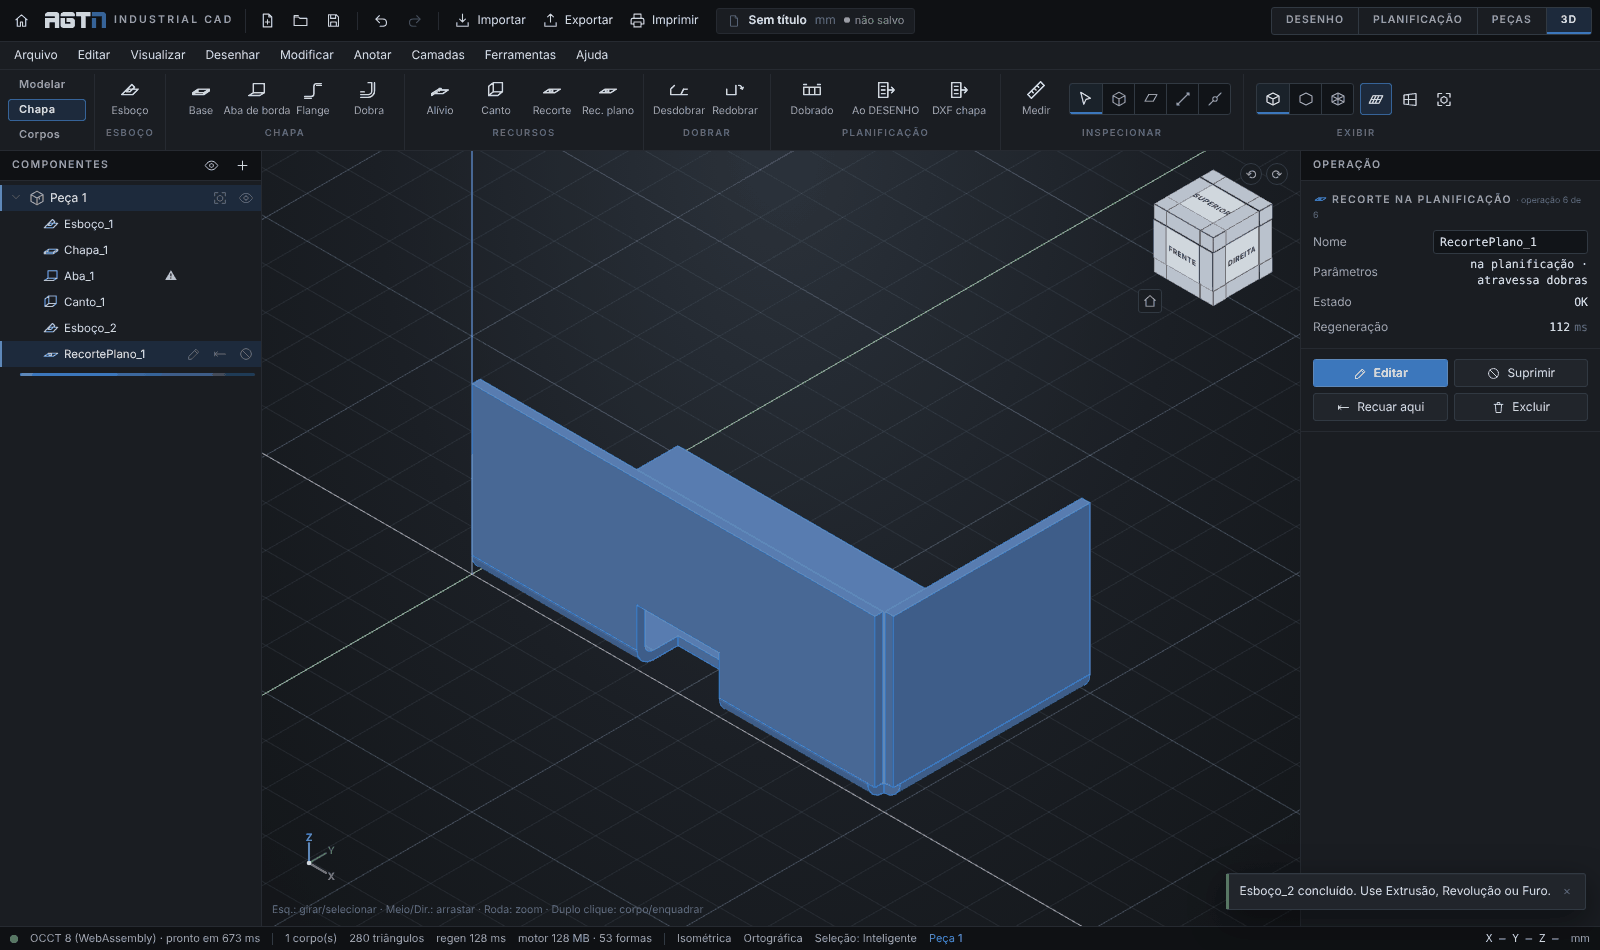 AGTN INDUSTRIAL CAD
Importar Exportar Imprimir
Sem título mm não salvo
DESENHO PLANIFICAÇÃO PEÇAS 3D
Arquivo Editar Visualizar Desenhar Modificar Anotar Camadas Ferramentas Ajuda
Modelar
Chapa
Corpos
Esboço
ESBOÇO
Base Aba de borda Flange Dobra
CHAPA
Alívio Canto Recorte Rec. plano
RECURSOS
Desdobrar Redobrar
DOBRAR
Dobrado Ao DESENHO DXF chapa
PLANIFICAÇÃO
Medir
INSPECIONAR
EXIBIR
COMPONENTES
Peça 1
Esboço_1
Chapa_1
Aba_1
Canto_1
Esboço_2
RecortePlano_1
SUPERIOR
FRENTE
DIREITA
Z
Y
X
Esq.: girar/selecionar · Meio/Dir.: arrastar · Roda: zoom · Duplo clique: corpo/enquadrar
OPERAÇÃO
RECORTE NA PLANIFICAÇÃO · operação 6 de
6
Nome RecortePlano_1
Parâmetros na planificação ·
atravessa dobras
Estado OK
Regeneração 112 ms
Editar Suprimir
Recuar aqui Excluir
Esboço_2 concluído. Use Extrusão, Revolução ou Furo. ×
OCCT 8 (WebAssembly) · pronto em 673 ms 1 corpo(s) 280 triângulos regen 128 ms motor 128 MB · 53 formas Isométrica Ortográfica Seleção: Inteligente Peça 1 X – Y – Z – mm